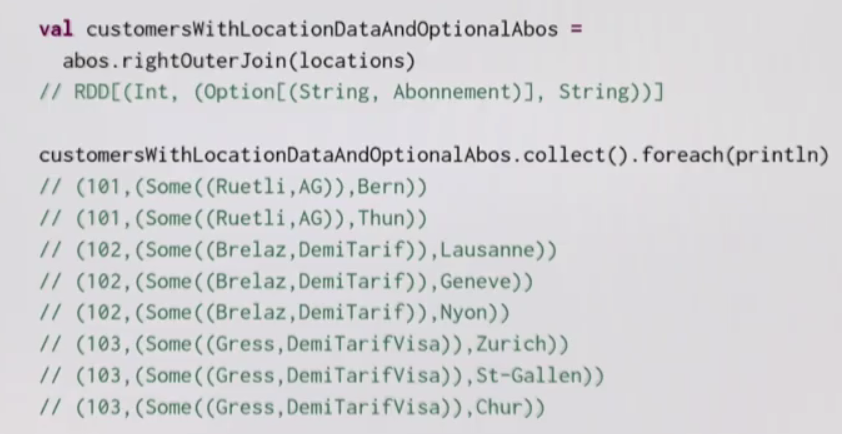 val customersWithLocationDataAndOptionalAbos =
abos.rightOuterJoin(locations)
// RDD[(Int, (Option[(String, Abonnement)], String))]
customersWithLocationDataAndOptionalAbos.collect().foreach(println)
// (101,(Some((Ruetli,AG)),Bern))
// (101,(Some((Ruetli,AG)),Thun))
// (102,(Some((Brelaz,DemiTarif)),Lausanne))
// (102,(Some((Brelaz,DemiTarif)),Geneve))
// (102,(Some((Brelaz,DemiTarif)),Nyon))
// (103,(Some((Gress,DemiTarifVisa)),Zurich))
// (103,(Some((Gress,DemiTarifVisa)),St-Gallen))
// (103,(Some((Gress,DemiTarifVisa)),Chur))